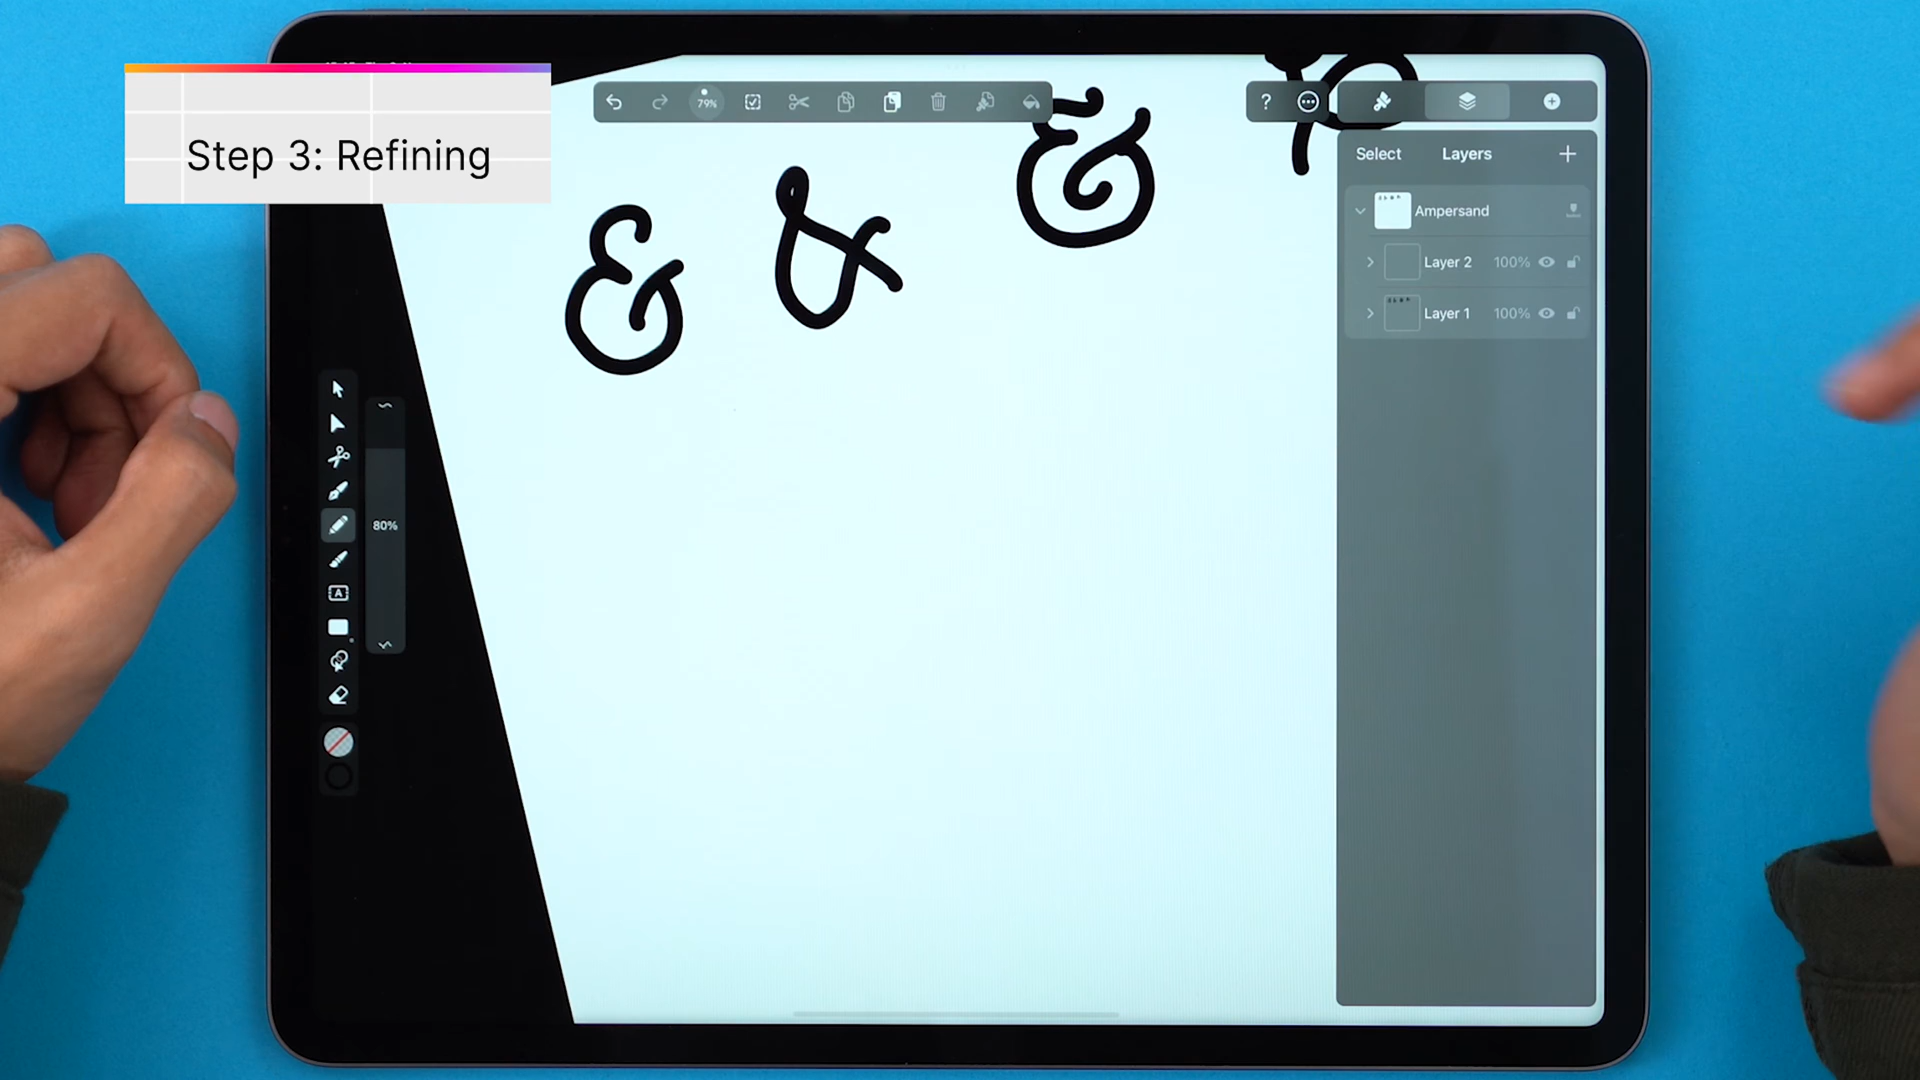 Step 3: Refining
79%
?
Select Layers +
Ampersand
Layer 2 100%
Layer 1 100%
& & &
80%
A